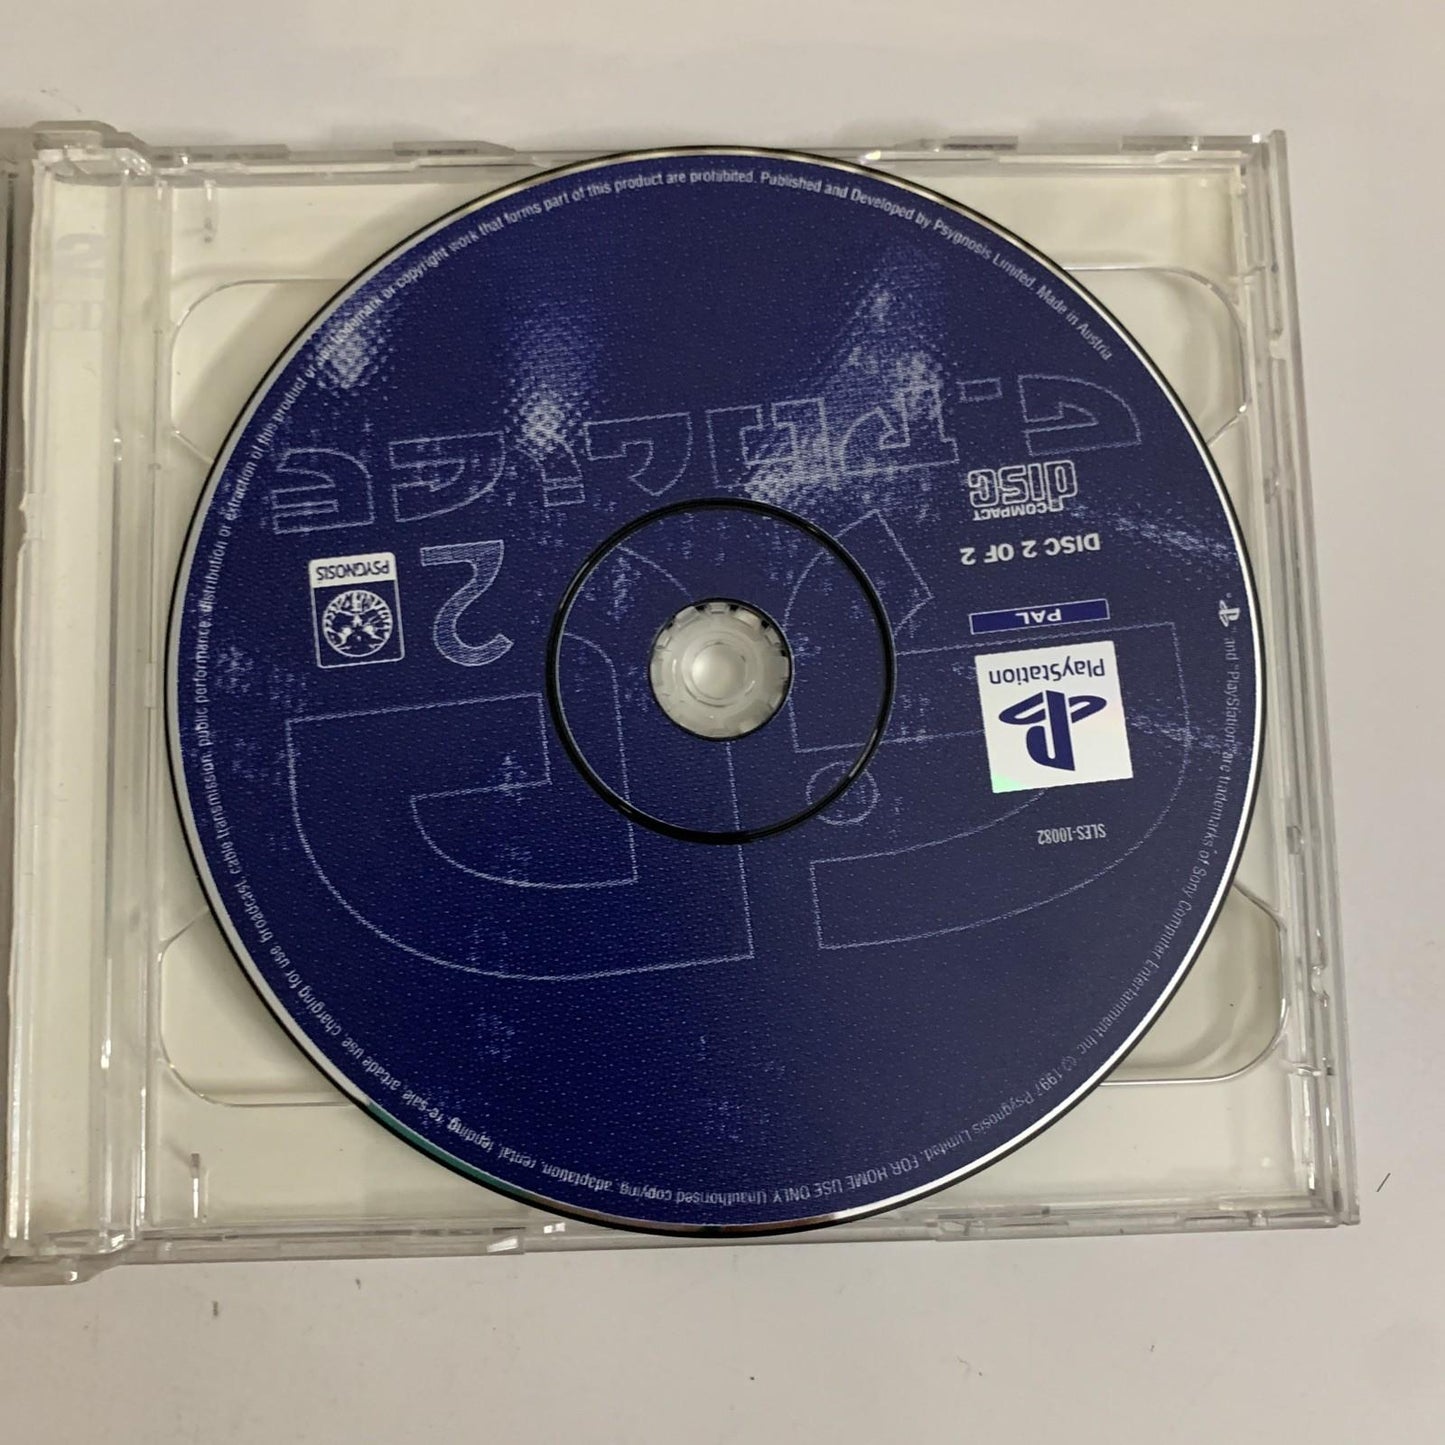 SLES-10082
PlayStation
PAL
DISC 2 OF 2
COMPACT
disc
2
PSYGNOSIS
G-POLICE
and "PlayStation" are trademarks of Sony Computer Entertainment Inc. © 1997 Psygnosis Limited. FOR HOME USE ONLY. Unauthorised copying, adaptation, rental, lending, re-sale, arcade use, charging for use, broadcast, cable transmission, public performance, distribution or extraction of this product or any trademark or copyright work that forms part of this product are prohibited. Published and Developed by Psygnosis Limited. Made in Austria